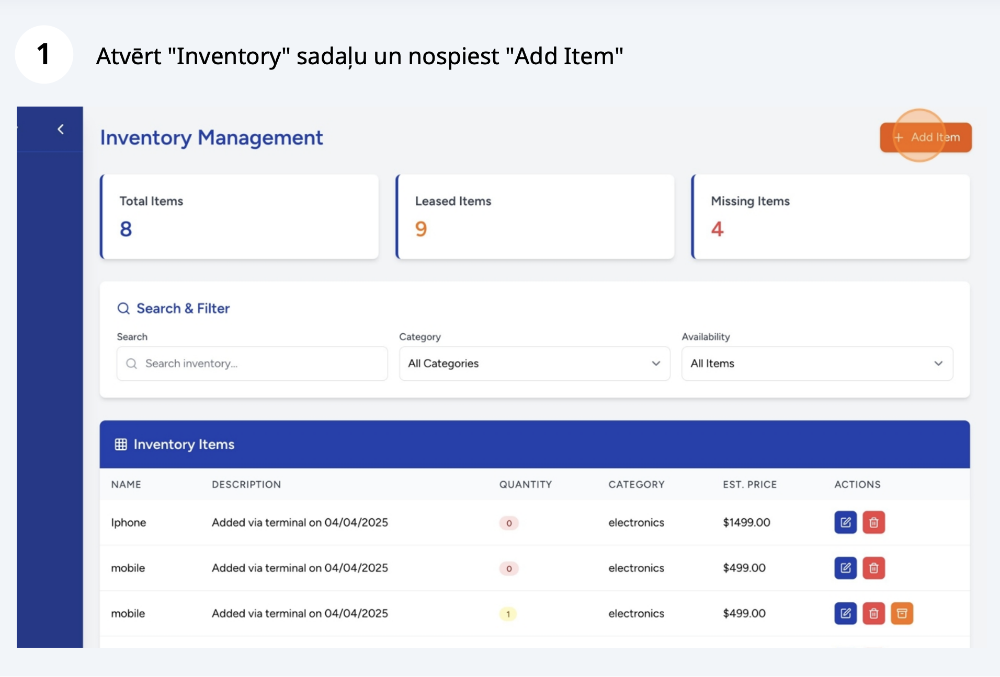 1
Atvērt "Inventory" sadaļu un nospiest "Add Item"
Inventory Management
+ Add Item
Total Items
8
Leased Items
9
Missing Items
4
Search & Filter
Search
Category
Availability
Search inventory...
All Categories
All Items
Inventory Items
NAME DESCRIPTION QUANTITY CATEGORY EST. PRICE ACTIONS
Iphone Added via terminal on 04/04/2025 0 electronics $1499.00
mobile Added via terminal on 04/04/2025 0 electronics $499.00
mobile Added via terminal on 04/04/2025 1 electronics $499.00